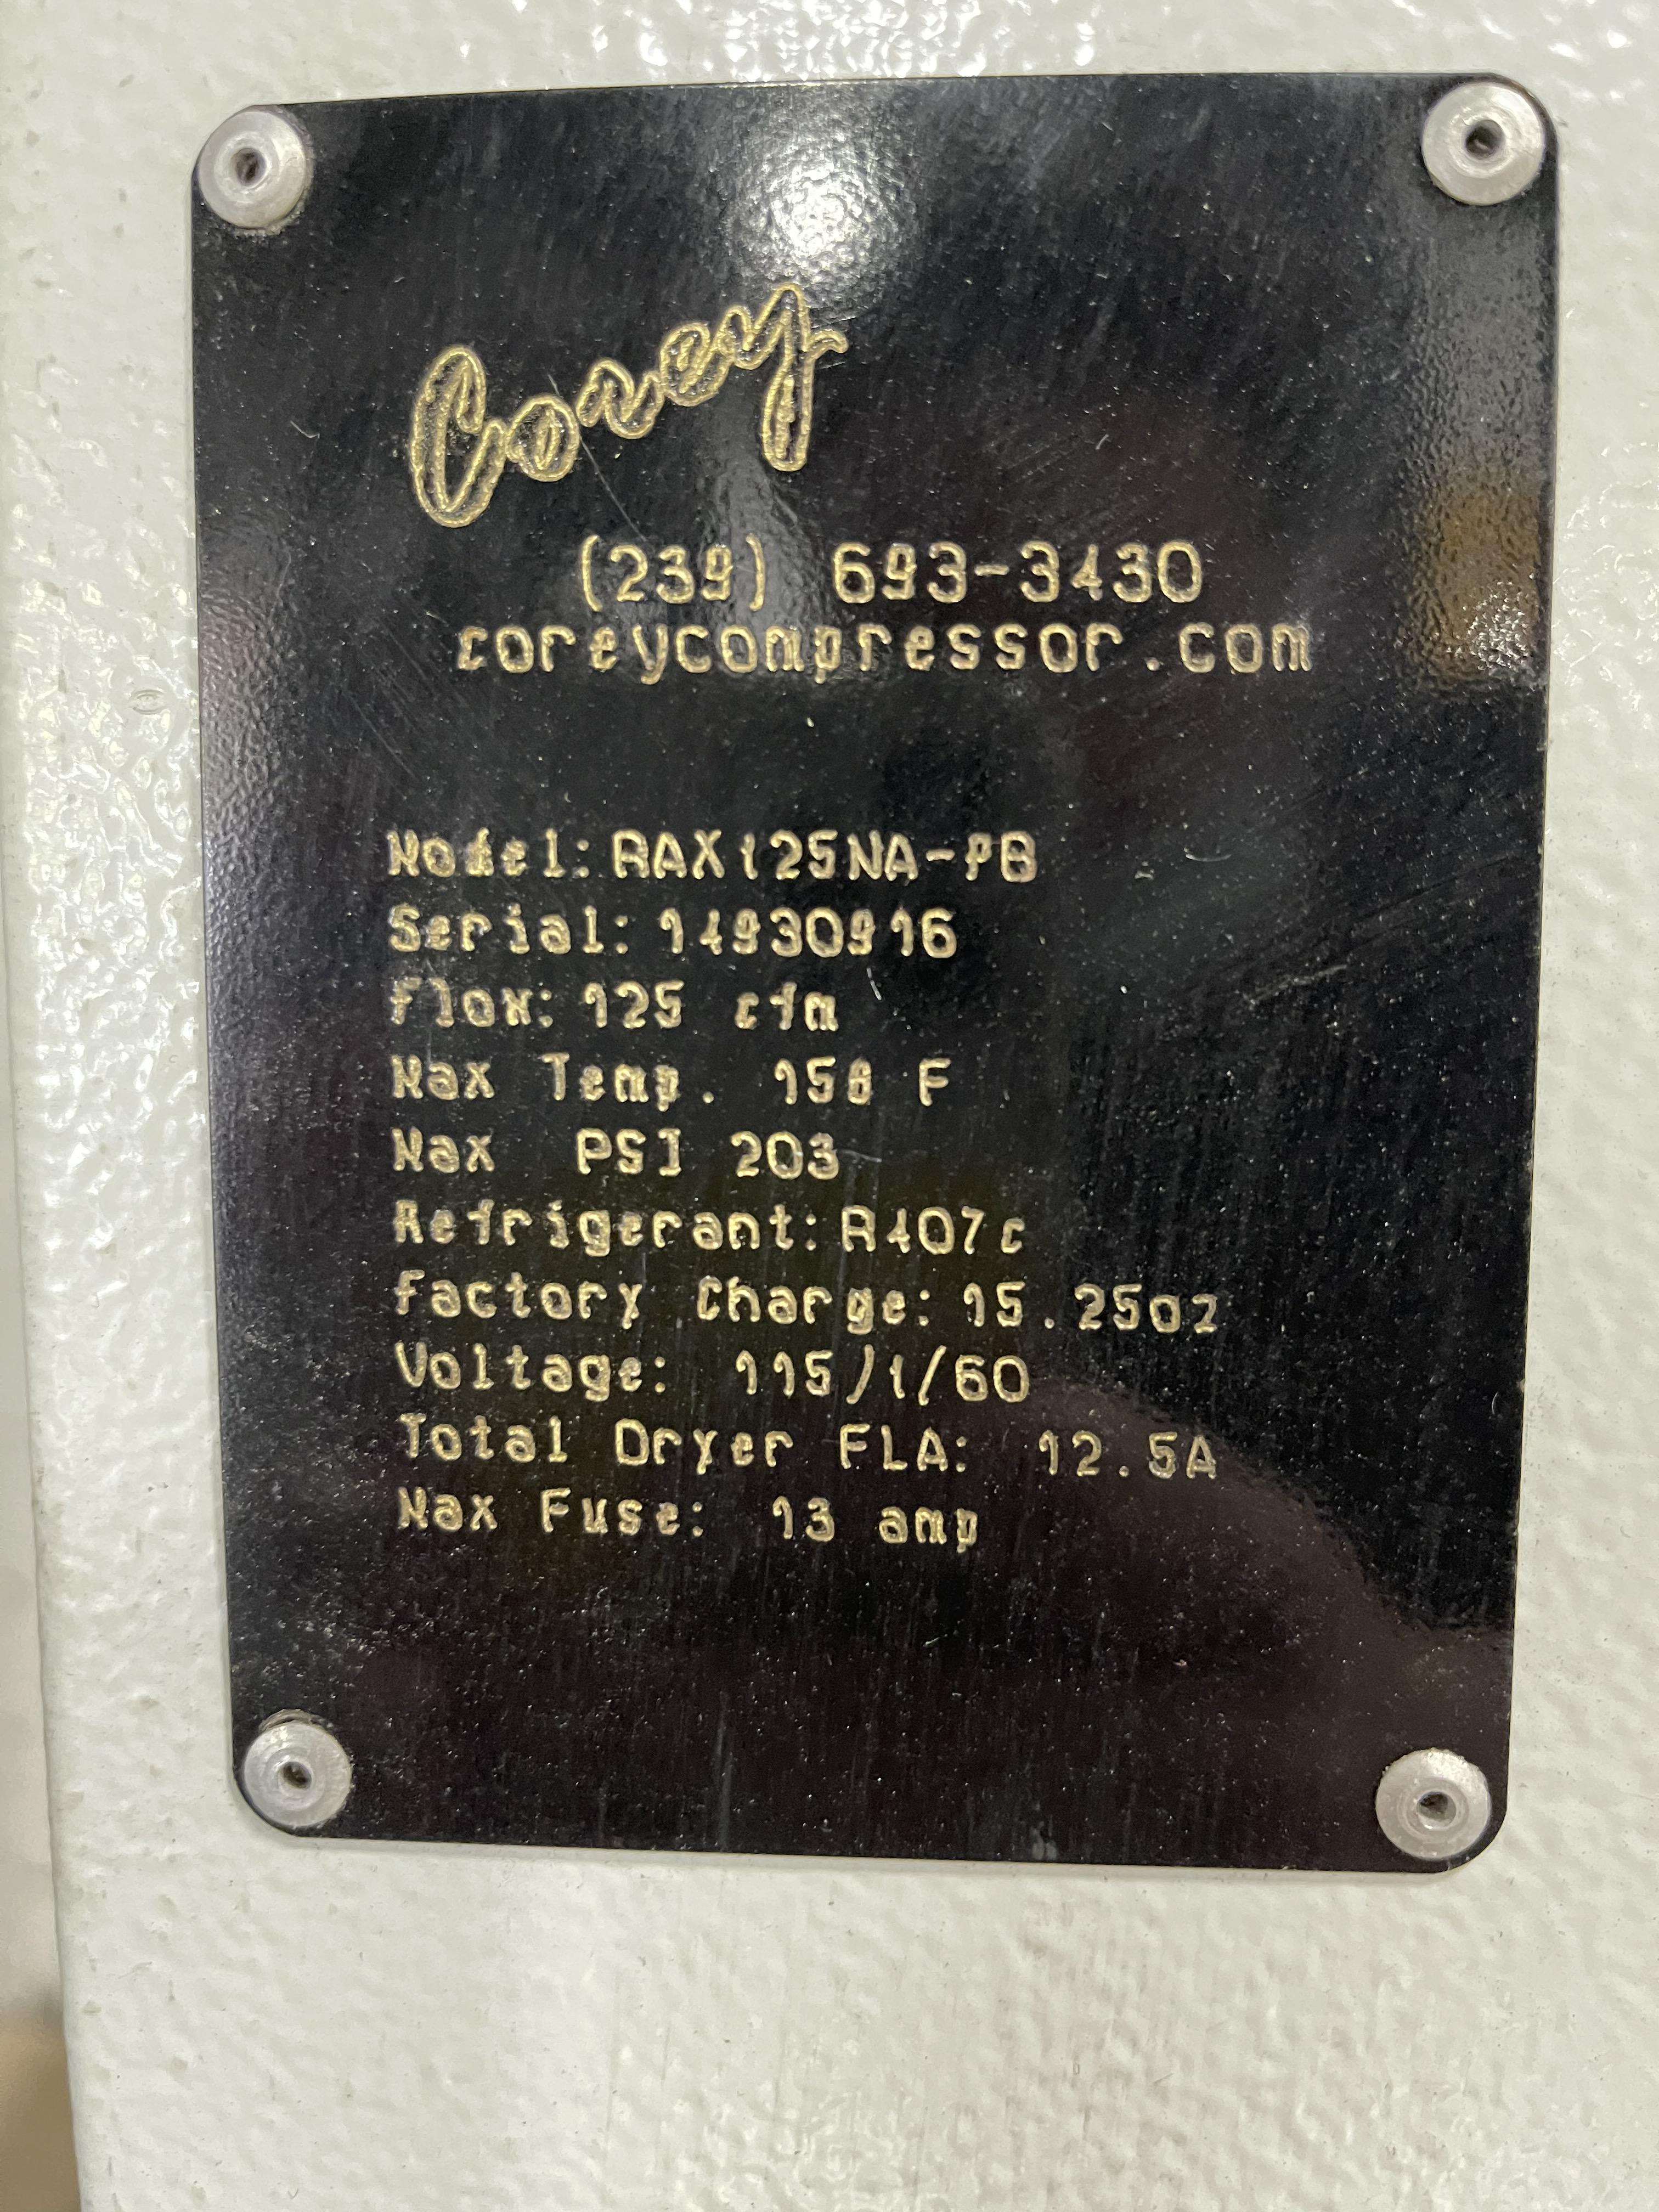 Corey
(239) 693-3430
coreycompressor.com
Model: RAX125NA-PB
Serial: 14930916
Flow: 125 cfm
Max Temp. 158 F
Max PSI 203
Refrigerant: R407c
Factory Charge: 15.25oz
Voltage: 115/1/60
Total Dryer FLA: 12.5A
Max Fuse: 13 amp